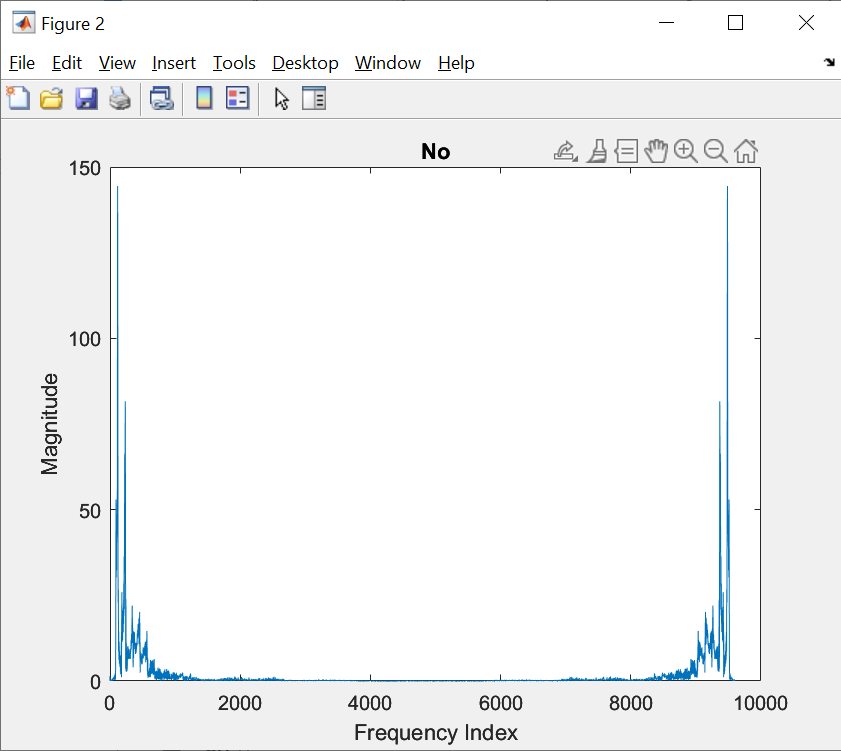 Figure 2
File Edit View Insert Tools Desktop Window Help
No
150
100
50
0
Magnitude
0 2000 4000 6000 8000 10000
Frequency Index